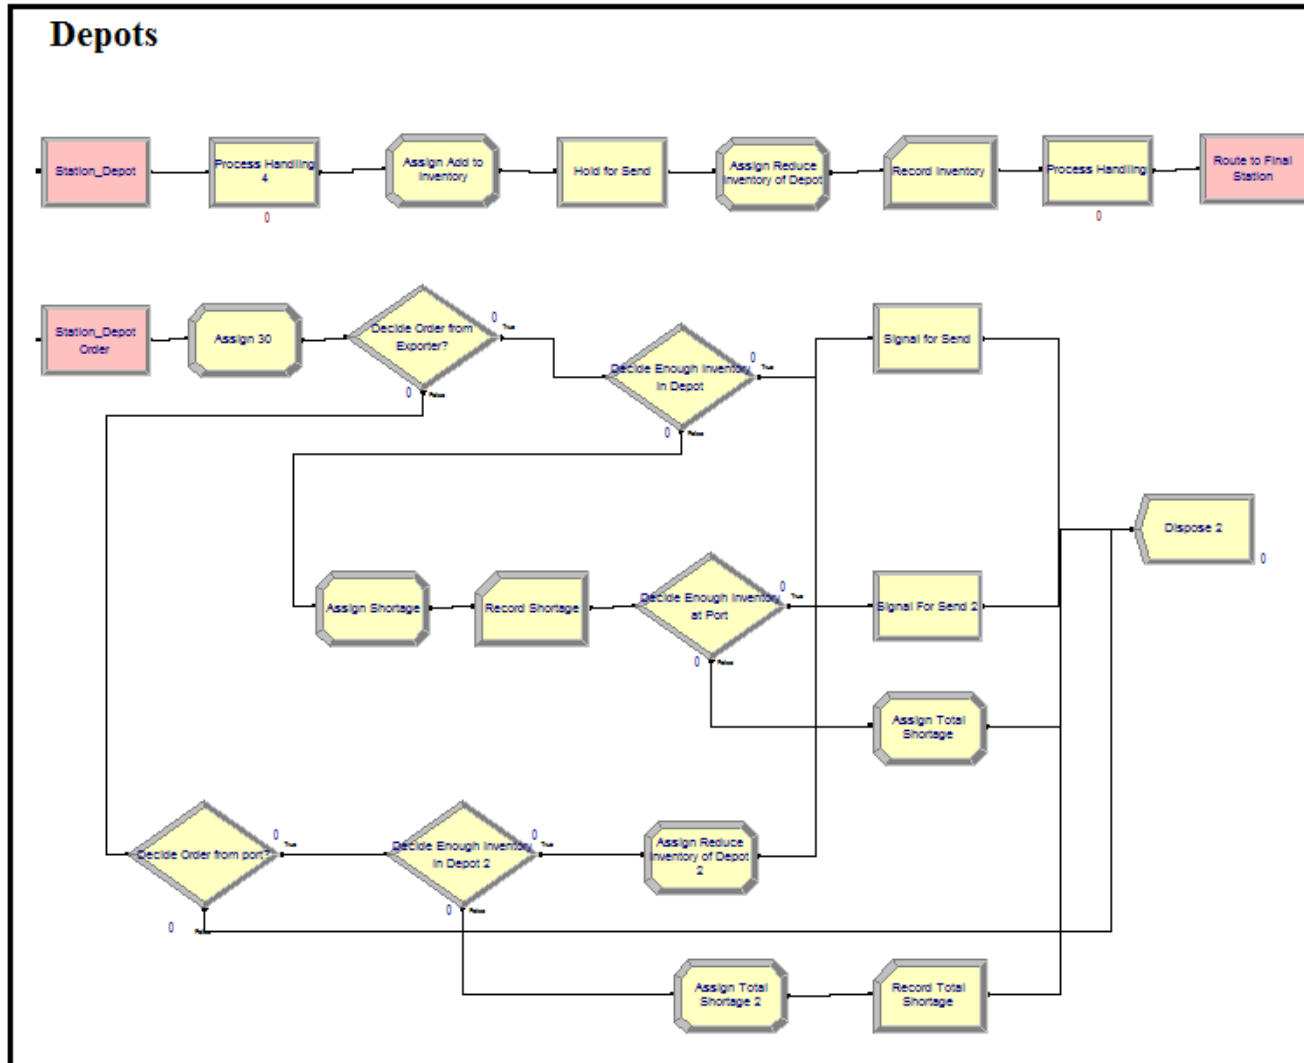 Depots
Station_Depot
Process Handling
4
0
Assign Add to
Inventory
Hold for Send
Assign Reduce
Inventory of Depot
Record Inventory
Process Handling
0
Route to Final
Station
Station_Depot
Order
Assign 30
Decide Order from
Exporter?
0
True
0
False
Decide Enough Inventory
in Depot
0
True
0
False
Signal for Send
Dispose 2
0
Assign Shortage
Record Shortage
Decide Enough Inventory
at Port
0
True
0
False
Signal For Send 2
Assign Total
Shortage
Decide Order from port?
0
True
0
False
Decide Enough Inventory
in Depot 2
0
True
0
False
Assign Reduce
Inventory of Depot
2
Assign Total
Shortage 2
Record Total
Shortage